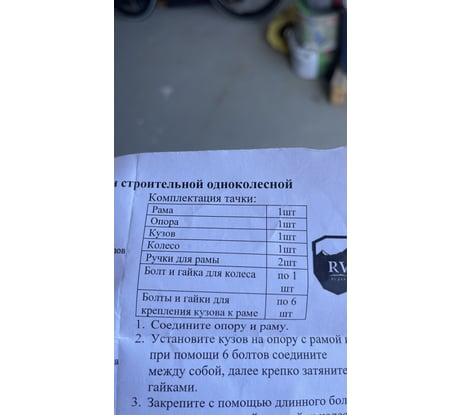 строительной одноколесной
Комплектация тачки:
Рама 1шт
Опора 1шт
Кузов 1шт
Колесо 1шт
Ручки для рамы 2шт
Болт и гайка для колеса по 1
шт
Болты и гайки для по 6
крепления кузова к раме шт
RV
1. Соедините опору и раму.
2. Установите кузов на опору с рамой и
при помощи 6 болтов соедините
между собой, далее крепко затяните
гайками.
3. Закрепите с помощью длинного